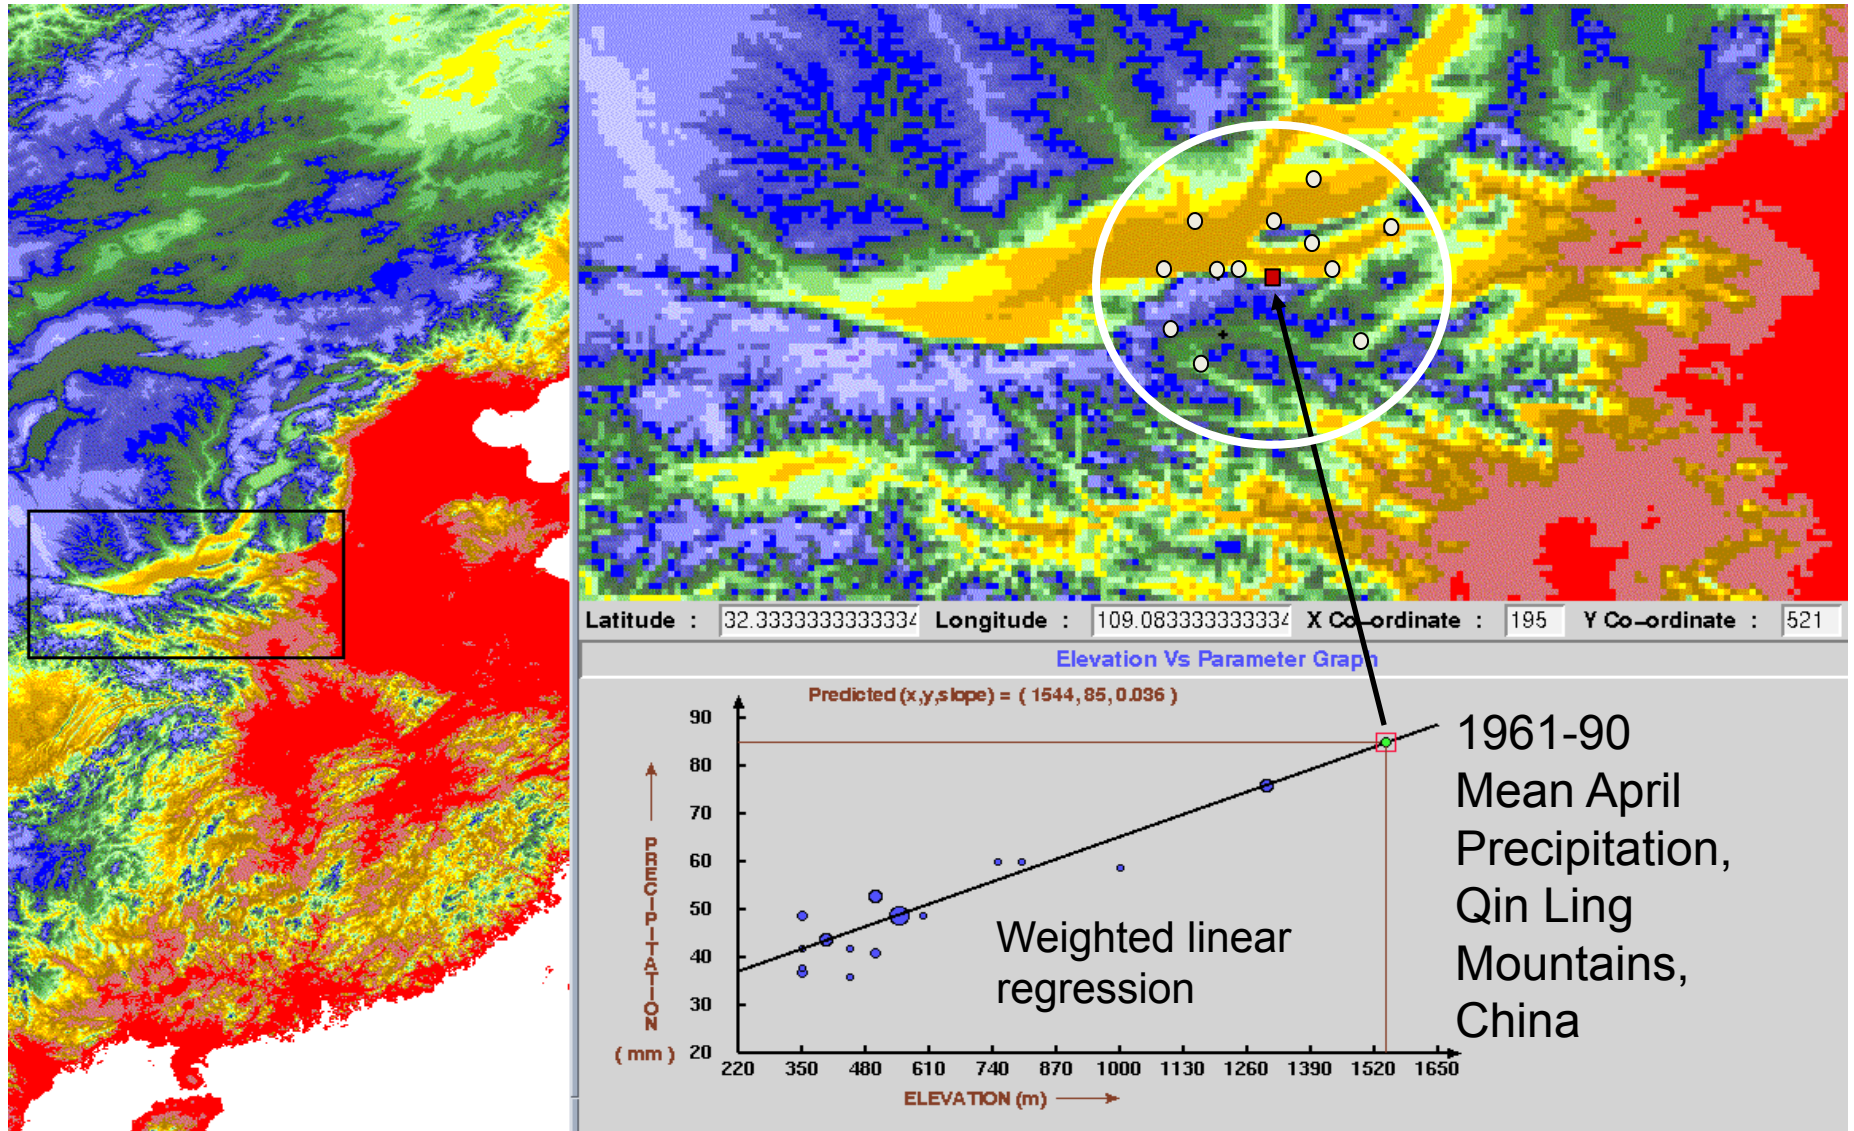 Latitude : 32.3333333333334 Longitude : 109.083333333334 X Co-ordinate : 195 Y Co-ordinate : 521
Elevation Vs Parameter Graph
Predicted (x,y,slope) = ( 1544, 85, 0.036 )
90
80
70
60
50
40
30
20
PRECIPITATION
( mm )
220 350 480 610 740 870 1000 1130 1260 1390 1520 1650
ELEVATION (m)
Weighted linear
regression
1961-90
Mean April
Precipitation,
Qin Ling
Mountains,
China